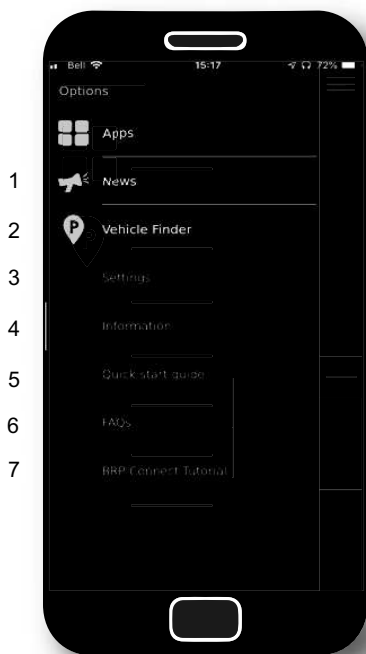 Bell 15:17 72%
Options
Apps
1 News
2 Vehicle Finder
3 Settings
4 Information
5 Quick start guide
6 FAQs
7 BRP Connect Tutorial